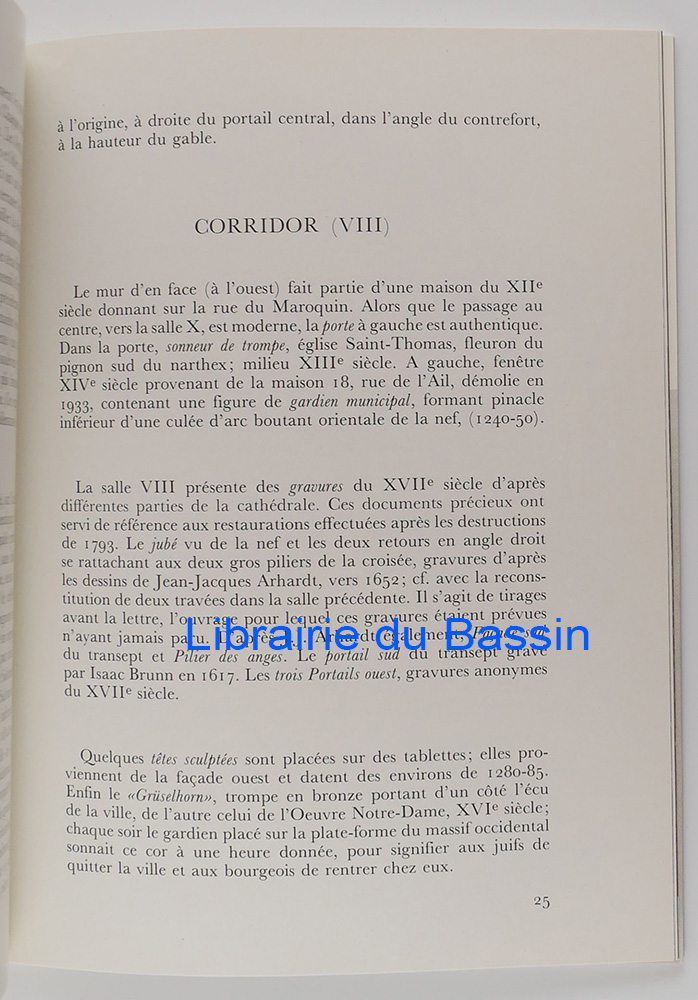 à l'origine, à droite du portail central, dans l'angle du contrefort,
à la hauteur du gable.
CORRIDOR (VIII)
Le mur d'en face (à l'ouest) fait partie d'une maison du XIIe
siècle donnant sur la rue du Maroquin. Alors que le passage au
centre, vers la salle X, est moderne, la porte à gauche est authentique.
Dans la porte, sonneur de trompe, église Saint-Thomas, fleuron du
pignon sud du narthex; milieu XIIIe siècle. A gauche, fenêtre
XIVe siècle provenant de la maison 18, rue de l'Ail, démolie en
1933, contenant une figure de gardien municipal, formant pinacle
inférieur d'une culée d'arc boutant orientale de la nef, (1240-50).
La salle VIII présente des gravures du XVIIe siècle d'après
différentes parties de la cathédrale. Ces documents précieux ont
servi de référence aux restaurations effectuées après les destructions
de 1793. Le jubé vu de la nef et les deux retours en angle droit
se rattachant aux deux gros piliers de la croisée, gravures d'après
les dessins de Jean-Jacques Arhardt, vers 1652; cf. avec la recons-
titution de deux travées dans la salle précédente. Il s'agit de tirages
avant la lettre, l'ouvrage pour lequel ces gravures étaient prévues
n'ayant jamais paru. D'après Arhardt également, Façade sud
Librairie du Bassin
du transept et Pilier des anges. Le portail sud du transept gravé
par Isaac Brunn en 1617. Les trois Portails ouest, gravures anonymes
du XVIIe siècle.
Quelques têtes sculptées sont placées sur des tablettes; elles pro-
viennent de la façade ouest et datent des environs de 1280-85.
Enfin le «Grüselhorn», trompe en bronze portant d'un côté l'écu
de la ville, de l'autre celui de l'Oeuvre Notre-Dame, XVIe siècle;
chaque soir le gardien placé sur la plate-forme du massif occidental
sonnait ce cor à une heure donnée, pour signifier aux juifs de
quitter la ville et aux bourgeois de rentrer chez eux.
25